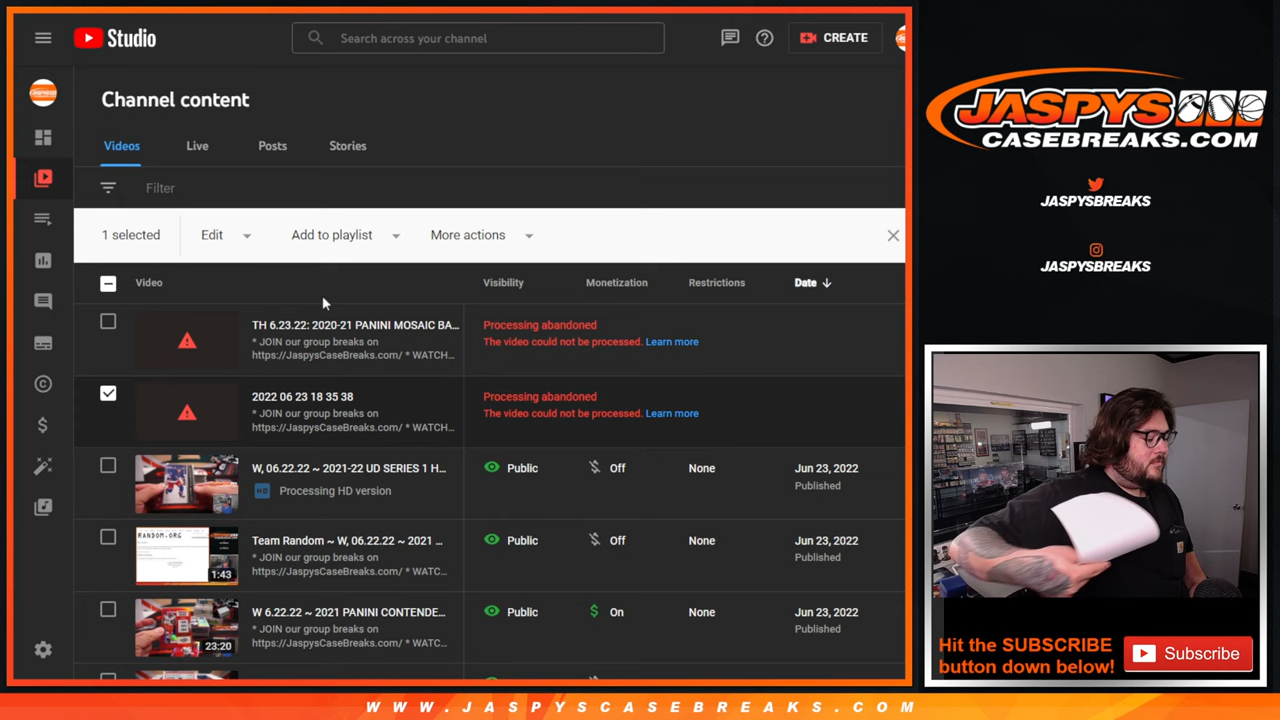 Studio
Search across your channel
CREATE
Channel content
Videos
Live
Posts
Stories
Filter
1 selected
Edit
Add to playlist
More actions
Video
Visibility
Monetization
Restrictions
Date
TH 6.23.22: 2020-21 PANINI MOSAIC BA...
* JOIN our group breaks on
https://JaspysCaseBreaks.com/ * WATCH...
Processing abandoned
The video could not be processed. Learn more
2022 06 23 18 35 38
* JOIN our group breaks on
https://JaspysCaseBreaks.com/ * WATCH...
Processing abandoned
The video could not be processed. Learn more
W, 06.22.22 ~ 2021-22 UD SERIES 1 H...
HD Processing HD version
Public
Off
None
Jun 23, 2022
Published
RANDOM.ORG
1:43
Team Random ~ W, 06.22.22 ~ 2021 ...
* JOIN our group breaks on
https://JaspysCaseBreaks.com/ * WATC...
Public
Off
None
Jun 23, 2022
Published
23:20
W 6.22.22 ~ 2021 PANINI CONTENDE...
* JOIN our group breaks on
https://JaspysCaseBreaks.com/ * WATC...
Public
$ On
None
Jun 23, 2022
Published
JASPYS
CASEBREAKS.COM
JASPYSBREAKS
JASPYSBREAKS
Hit the SUBSCRIBE
button down below!
Subscribe
WWW.JASPYSCASEBREAKS.COM